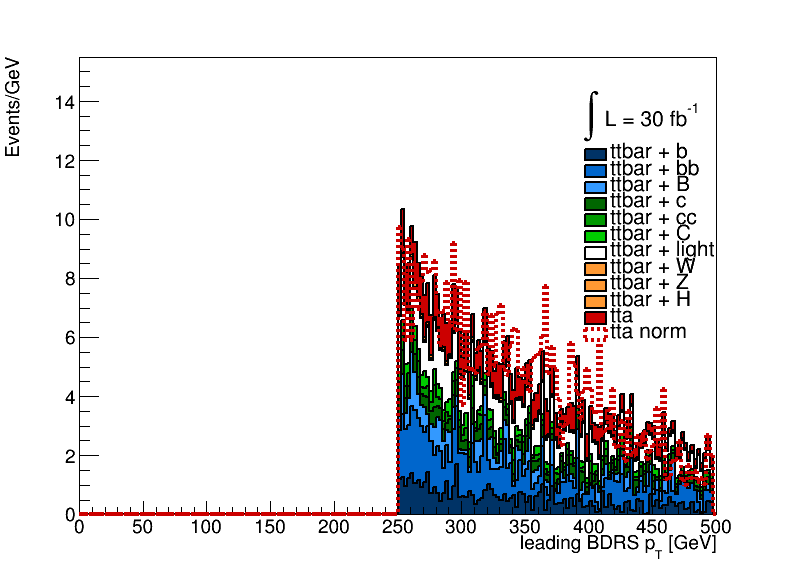 Events/GeV
14
12
10
8
6
4
2
0
∫ L = 30 fb-1
ttbar + b
ttbar + bb
ttbar + B
ttbar + c
ttbar + cc
ttbar + C
ttbar + light
ttbar + W
ttbar + Z
ttbar + H
tta
tta norm
0 50 100 150 200 250 300 350 400 450 500
leading BDRS pT [GeV]